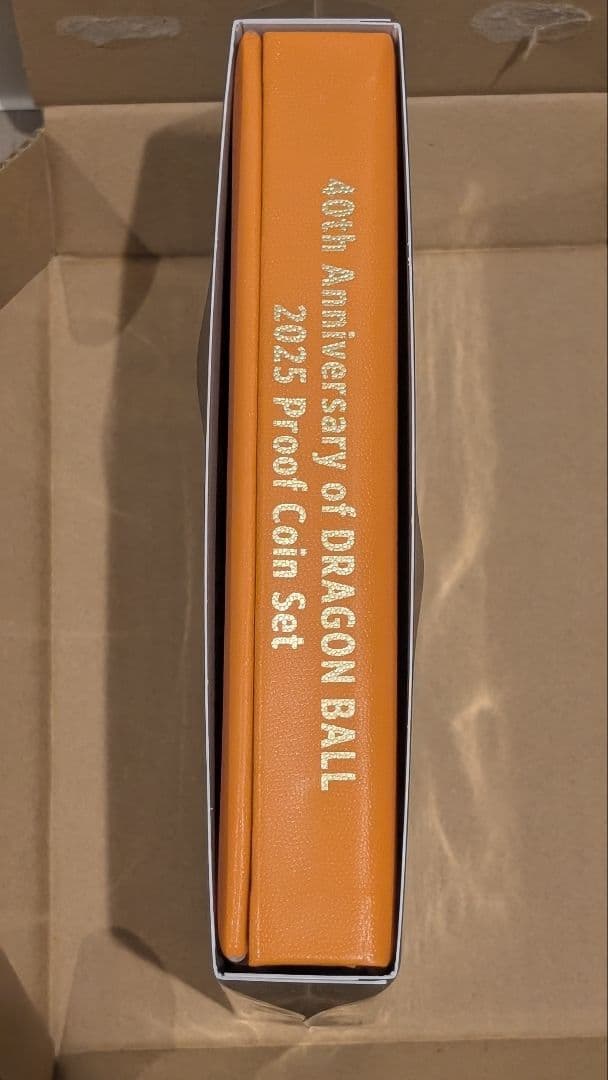 40th Anniversary of DRAGON BALL
2025 Proof Coin Set